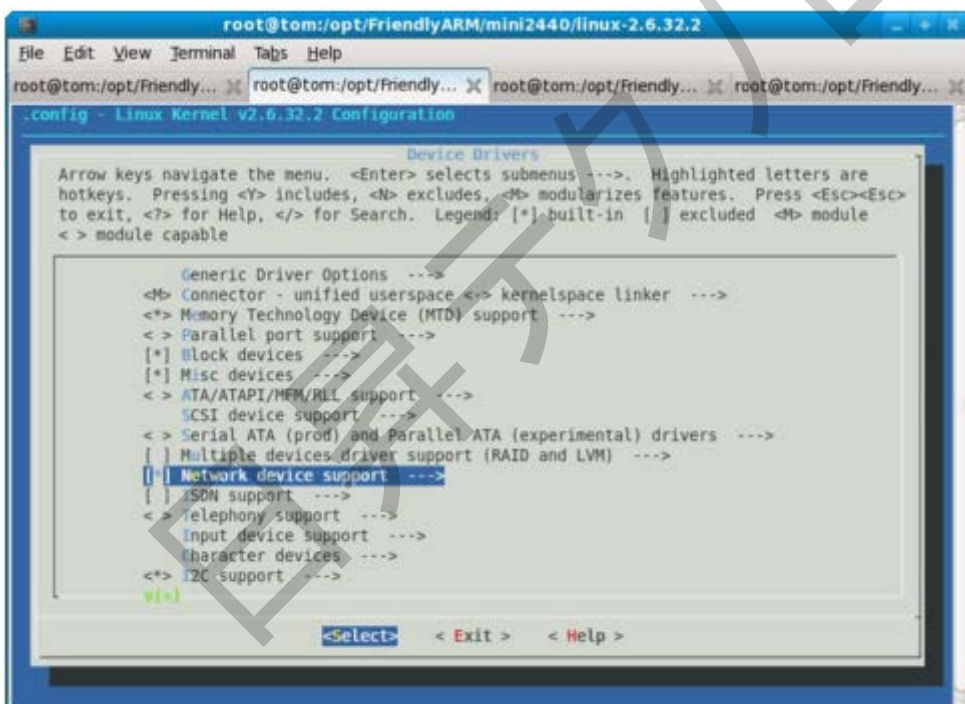 root@tom:/opt/FriendlyARM/mini2440/linux-2.6.32.2
File Edit View Terminal Tabs Help
root@tom:/opt/Friendly... root@tom:/opt/Friendly... root@tom:/opt/Friendly... root@tom:/opt/Friendly...
.config - Linux Kernel v2.6.32.2 Configuration
Device Drivers
Arrow keys navigate the menu. <Enter> selects submenus --->. Highlighted letters are
hotkeys. Pressing <Y> includes, <N> excludes, <M> modularizes features. Press <Esc><Esc>
to exit, <?> for Help, </> for Search. Legend: [*] built-in [ ] excluded <M> module
< > module capable
Generic Driver Options --->
<M> Connector - unified userspace <-> kernelspace linker --->
<*> Memory Technology Device (MTD) support --->
< > Parallel port support --->
[*] Block devices --->
[*] Misc devices --->
< > ATA/ATAPI/MFM/RLL support --->
SCSI device support --->
< > Serial ATA (prod) and Parallel ATA (experimental) drivers --->
[ ] Multiple devices driver support (RAID and LVM) --->
[*] Network device support --->
[ ] ISDN support --->
< > Telephony support --->
Input device support --->
Character devices --->
<*> I2C support --->
v(+)
<Select> < Exit > < Help >
日昇テク